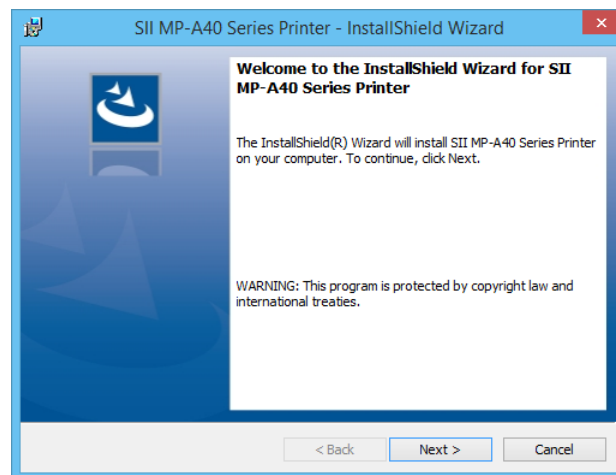 SII MP-A40 Series Printer - InstallShield Wizard
Welcome to the InstallShield Wizard for SII
MP-A40 Series Printer
The InstallShield(R) Wizard will install SII MP-A40 Series Printer
on your computer. To continue, click Next.
WARNING: This program is protected by copyright law and
international treaties.
< Back
Next >
Cancel